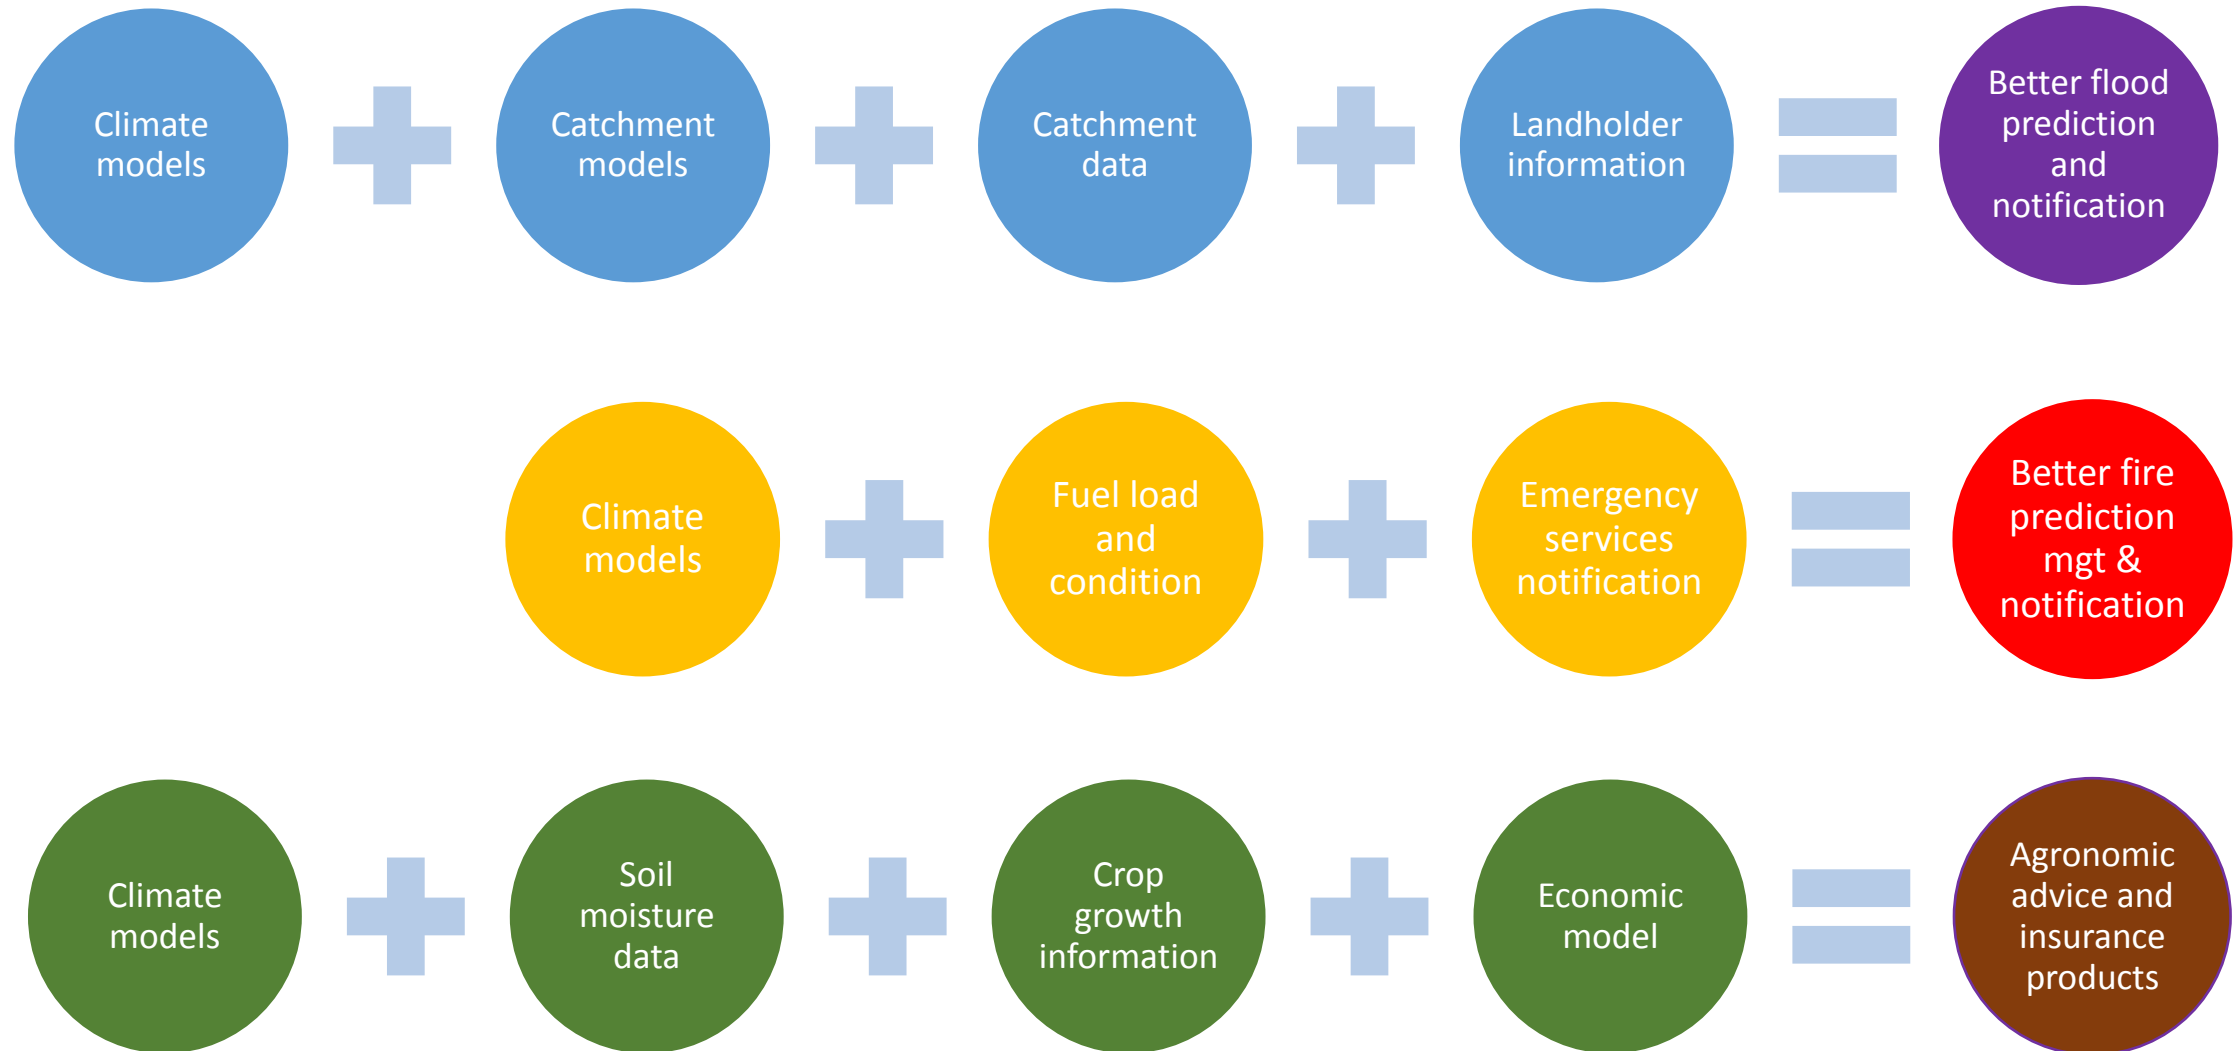 Climate
models
Catchment
models
Catchment
data
Landholder
information
Better flood
prediction
and
notification
Climate
models
Fuel load
and
condition
Emergency
services
notification
Better fire
prediction
mgt &
notification
Climate
models
Soil
moisture
data
Crop
growth
information
Economic
model
Agronomic
advice and
insurance
products